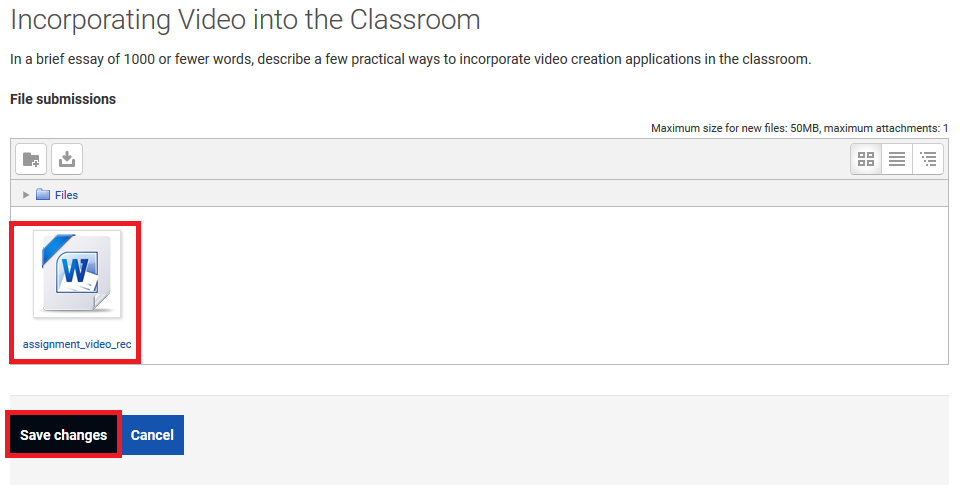 Incorporating Video into the Classroom
In a brief essay of 1000 or fewer words, describe a few practical ways to incorporate video creation applications in the classroom.
File submissions
Maximum size for new files: 50MB, maximum attachments: 1
Files
W
assignment_video_rec
Save changes
Cancel